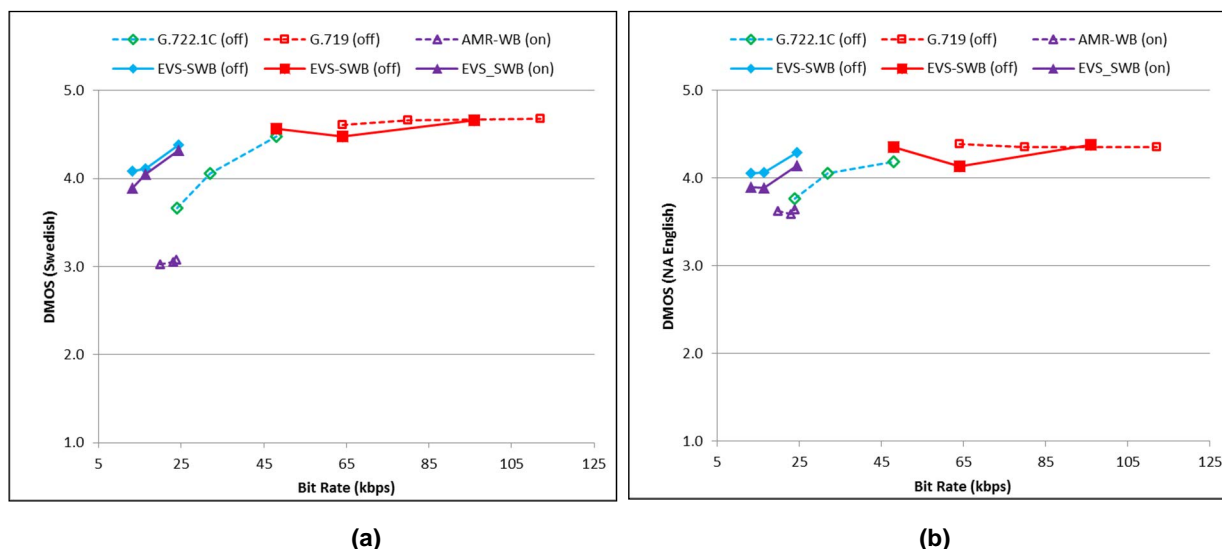 G.722.1C (off) G.719 (off) AMR-WB (on)
EVS-SWB (off) EVS-SWB (off) EVS_SWB (on)
5.0
4.0
3.0
2.0
1.0
DMOS (Swedish)
5 25 45 65 85 105 125
Bit Rate (kbps)
(a)
G.722.1C (off) G.719 (off) AMR-WB (on)
EVS-SWB (off) EVS-SWB (off) EVS_SWB (on)
5.0
4.0
3.0
2.0
1.0
DMOS (NA English)
5 25 45 65 85 105 125
Bit Rate (kbps)
(b)